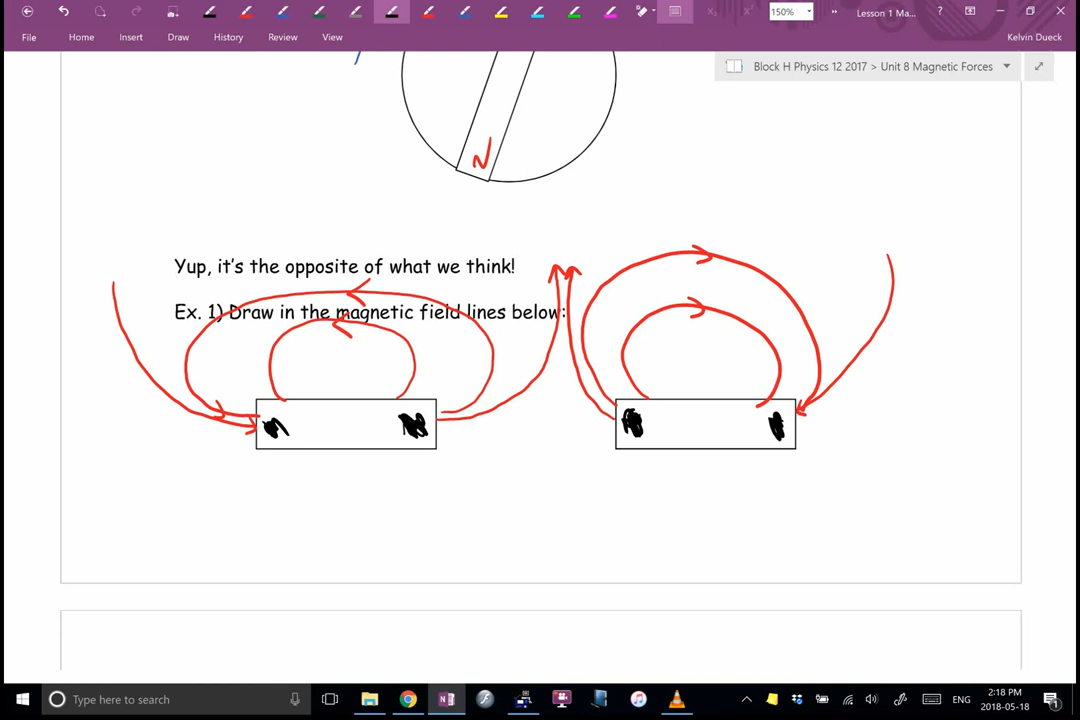 150%
Lesson 1 Ma...
File Home Insert Draw History Review View
Kelvin Dueck
Block H Physics 12 2017 > Unit 8 Magnetic Forces
N
Yup, it's the opposite of what we think!
Ex. 1) Draw in the magnetic field lines below:
Type here to search
ENG
2:18 PM
2018-05-18
1